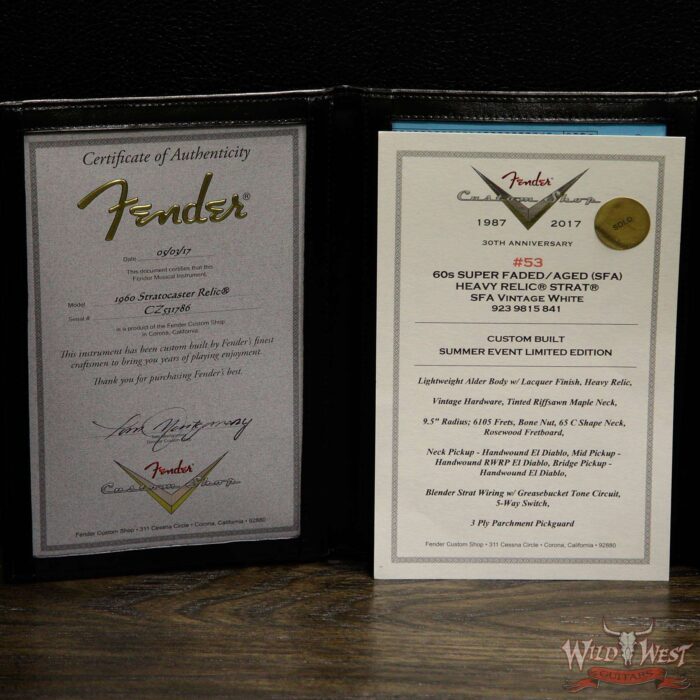 Certificate of Authenticity
Fender®
Date 05/03/17
This document certifies that this
Fender Musical Instrument,
Model 1960 Stratocaster Relic®
Serial # CZ531786
is a product of the Fender Custom Shop
in Corona, California.
This instrument has been custom built by Fender's finest
craftsmen to bring you years of playing enjoyment.
Thank you for purchasing Fender's best.
Fender
Custom Shop
Fender Custom Shop • 311 Cessna Circle • Corona, California • 92880
Fender
Custom Shop
1987 2017
SOLD
30TH ANNIVERSARY
#53
60s SUPER FADED/AGED (SFA)
HEAVY RELIC® STRAT®
SFA VINTAGE WHITE
923 9815 841
CUSTOM BUILT
SUMMER EVENT LIMITED EDITION
Lightweight Alder Body w/ Lacquer Finish, Heavy Relic,
Vintage Hardware, Tinted Riffsawn Maple Neck,
9.5" Radius; 6105 Frets, Bone Nut, 65 C Shape Neck,
Rosewood Fretboard,
Neck Pickup - Handwound El Diablo, Mid Pickup -
Handwound RWRP El Diablo, Bridge Pickup -
Handwound El Diablo,
Blender Strat Wiring w/ Greasebucket Tone Circuit,
5-Way Switch,
3 Ply Parchment Pickguard
Fender Custom Shop • 311 Cessna Circle • Corona, California • 92880
WILD WEST
GUITARS